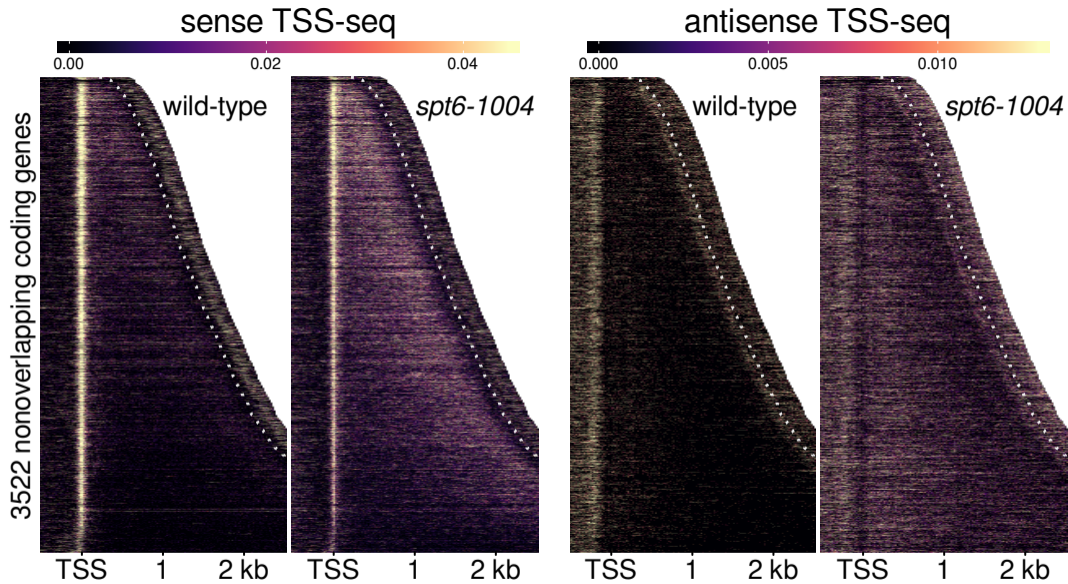 sense TSS-seq
antisense TSS-seq
0.00 0.02 0.04
0.000 0.005 0.010
3522 nonoverlapping coding genes
wild-type
spt6-1004
wild-type
spt6-1004
TSS 1 2 kb
TSS 1 2 kb
TSS 1 2 kb
TSS 1 2 kb